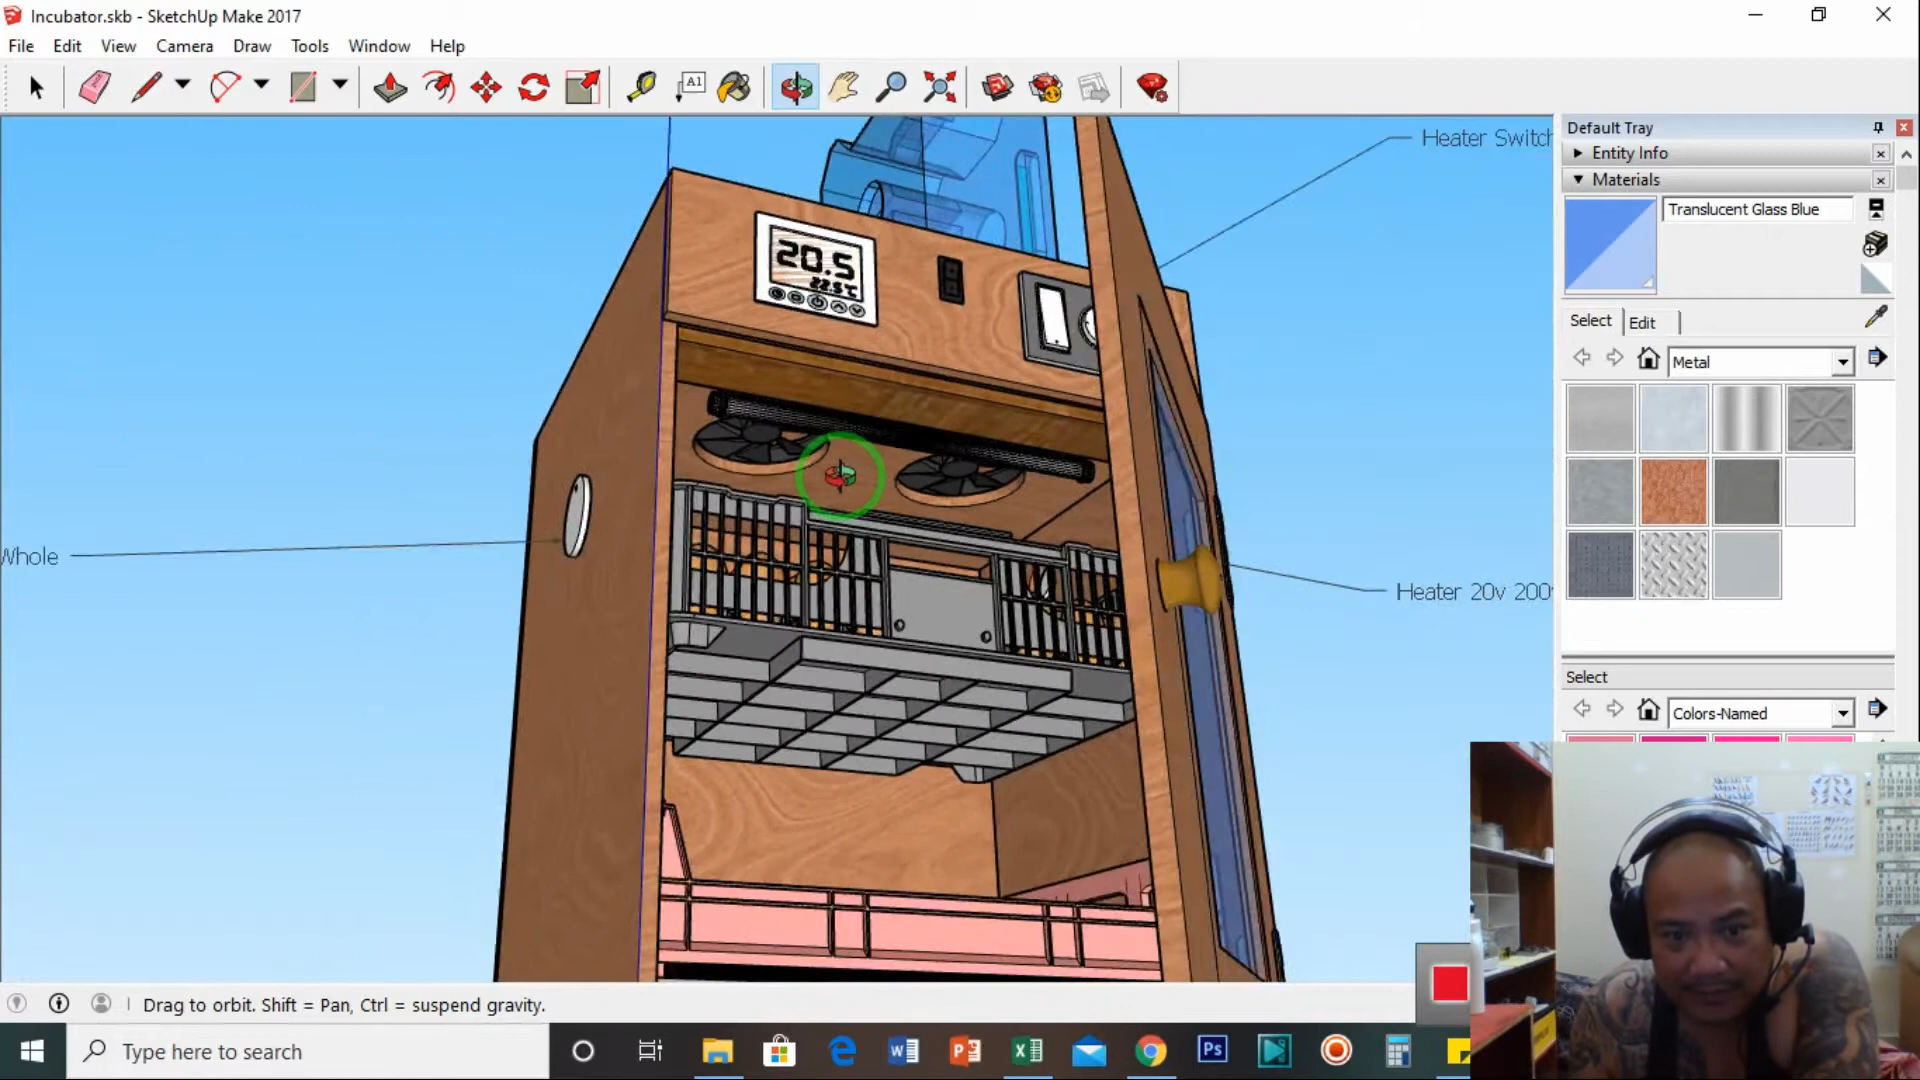 Incubator.skb - SketchUp Make 2017
File Edit View Camera Draw Tools Window Help
A1
Default Tray
Entity Info
Materials
Translucent Glass Blue
Select Edit
Metal
Select
Colors-Named
Heater Switch
20.5
22.5°C
Whole
Heater 20v 200
Drag to orbit. Shift = Pan, Ctrl = suspend gravity.
Type here to search
Ps